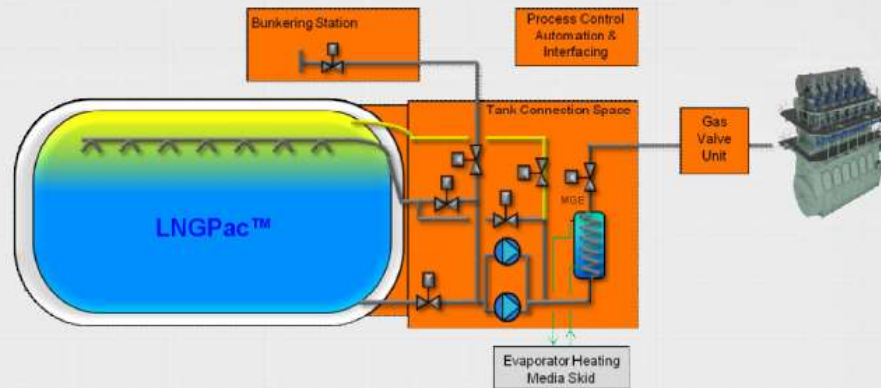 Bunkering Station
Process Control
Automation &
Interfacing
Tank Connection Space
Gas
Valve
Unit
MGE
LNGPac™
Evaporator Heating
Media Skid